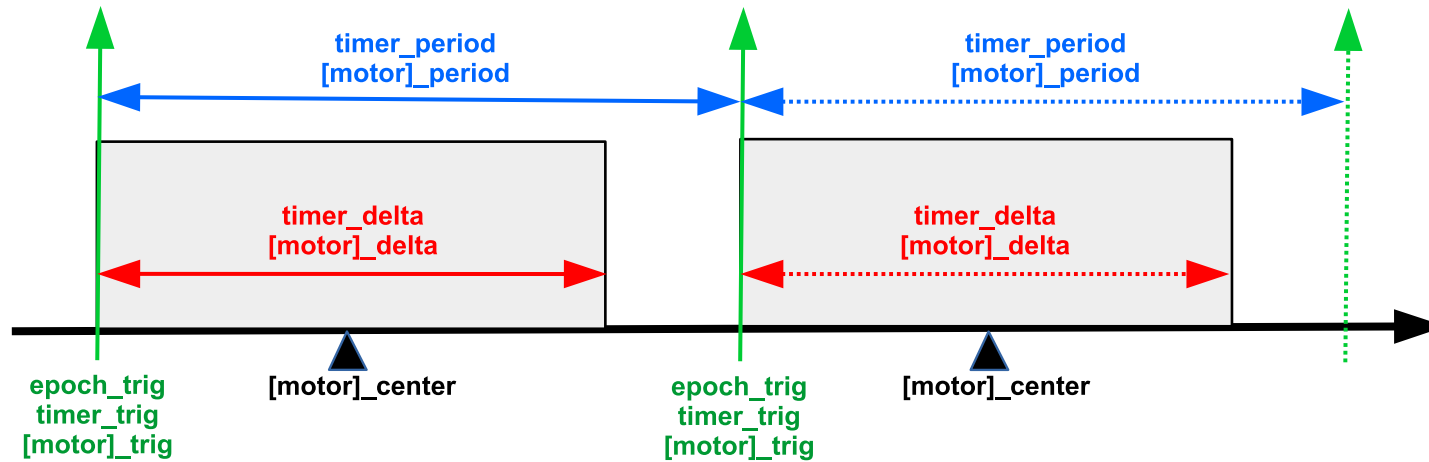 timer_period
[motor]_period
timer_period
[motor]_period
timer_delta
[motor]_delta
timer_delta
[motor]_delta
epoch_trig
timer_trig
[motor]_trig
[motor]_center
epoch_trig
timer_trig
[motor]_trig
[motor]_center